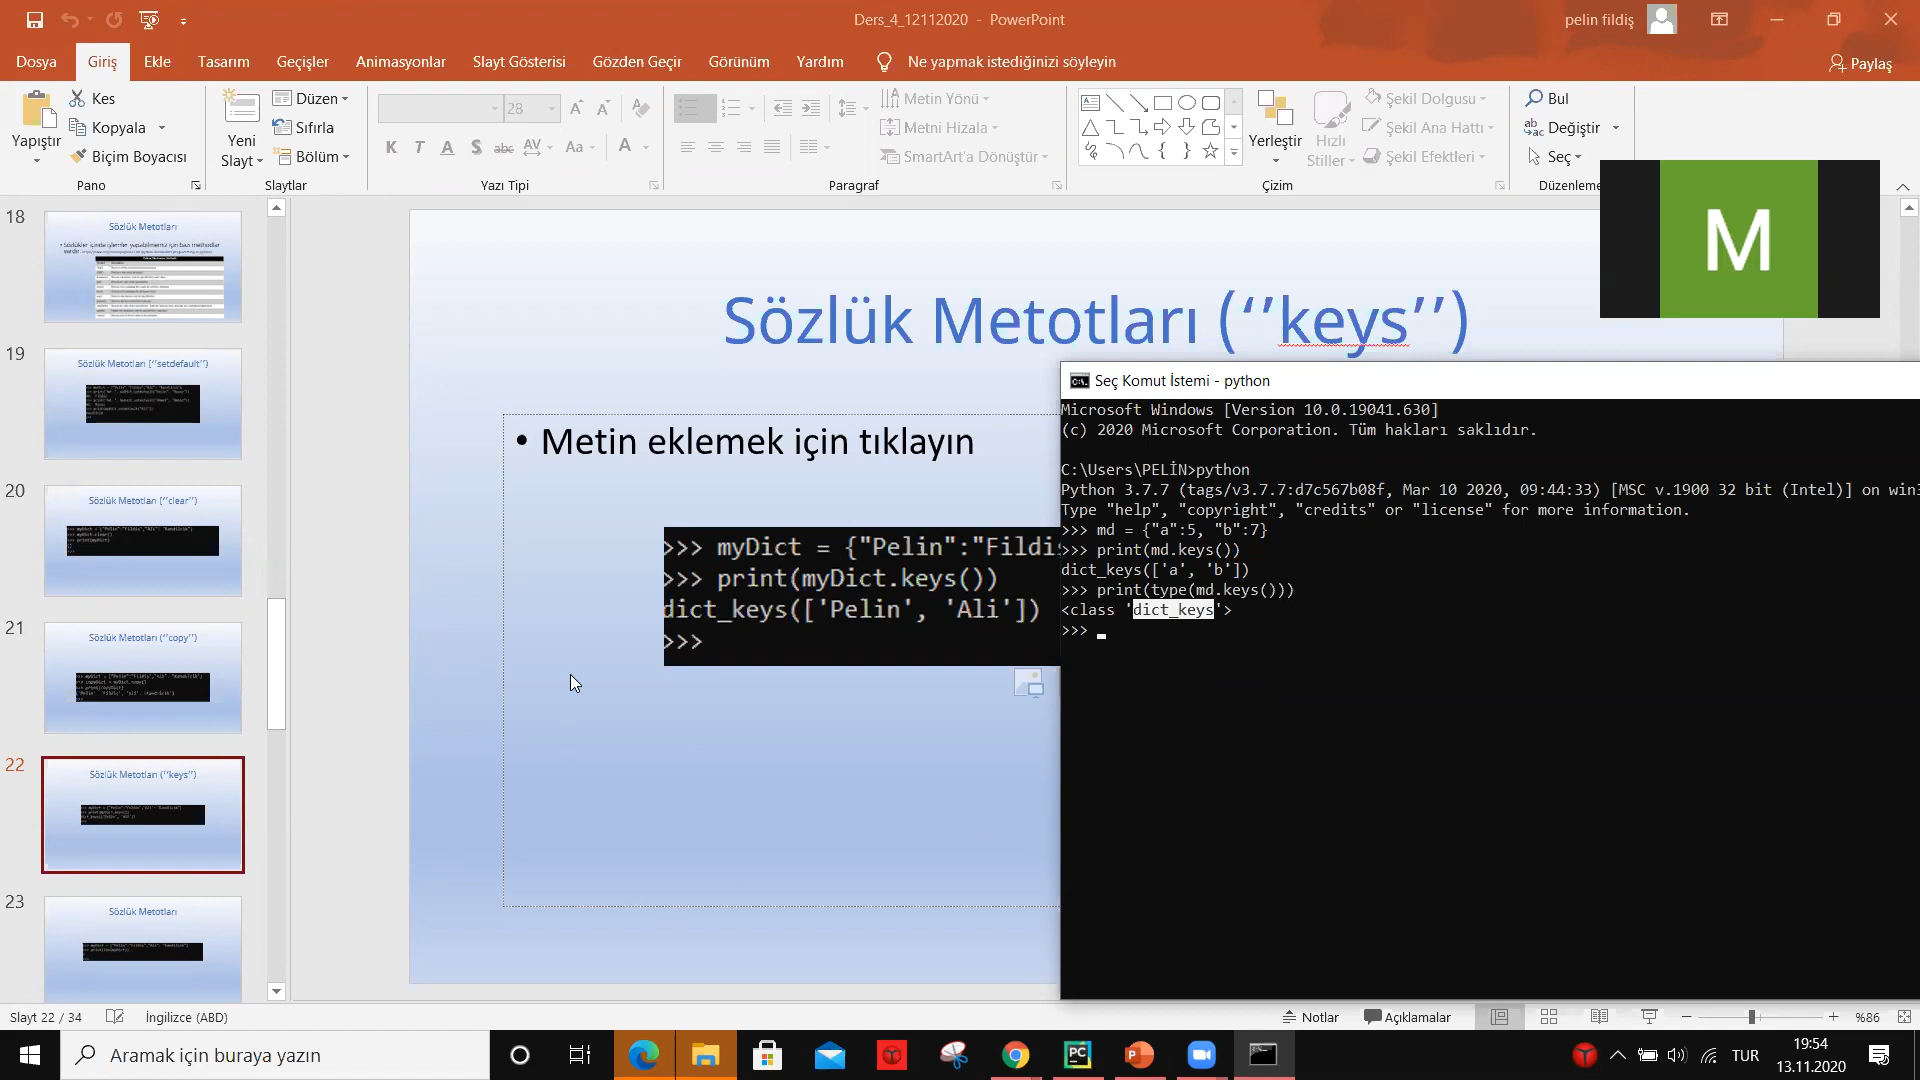 Ders_4_12112020 - PowerPoint
pelin fildiş
Dosya Giriş Ekle Tasarım Geçişler Animasyonlar Slayt Gösterisi Gözden Geçir Görünüm Yardım Ne yapmak istediğinizi söyleyin Paylaş
Yapıştır
Kes
Kopyala
Biçim Boyacısı
Pano
Yeni Slayt
Düzen
Sıfırla
Bölüm
Slaytlar
28
K T A S abc AV Aa A
Yazı Tipi
Metin Yönü
Metni Hizala
SmartArt'a Dönüştür
Paragraf
Yerleştir
Hızlı Stiller
Şekil Dolgusu
Şekil Ana Hattı
Şekil Efektleri
Çizim
Bul
Değiştir
Seç
Düzenleme
M
18
Sözlük Metotları
19
Sözlük Metotları (‘’setdefault’’)
20
Sözlük Metotları (‘’clear’’)
21
Sözlük Metotları (‘’copy’’)
22
Sözlük Metotları (‘’keys’’)
23
Sözlük Metotları
Sözlük Metotları (‘’keys’’)
• Metin eklemek için tıklayın
>>> myDict = {"Pelin":"Fildis
>>> print(myDict.keys())
dict_keys(['Pelin', 'Ali'])
>>>
Seç Komut İstemi - python
Microsoft Windows [Version 10.0.19041.630]
(c) 2020 Microsoft Corporation. Tüm hakları saklıdır.
C:\Users\PELİN>python
Python 3.7.7 (tags/v3.7.7:d7c567b08f, Mar 10 2020, 09:44:33) [MSC v.1900 32 bit (Intel)] on win3
Type "help", "copyright", "credits" or "license" for more information.
>>> md = {"a":5, "b":7}
>>> print(md.keys())
dict_keys(['a', 'b'])
>>> print(type(md.keys()))
<class 'dict_keys'>
>>>
Slayt 22 / 34 İngilizce (ABD) Notlar Açıklamalar %86
Aramak için buraya yazın
TUR
19:54
13.11.2020